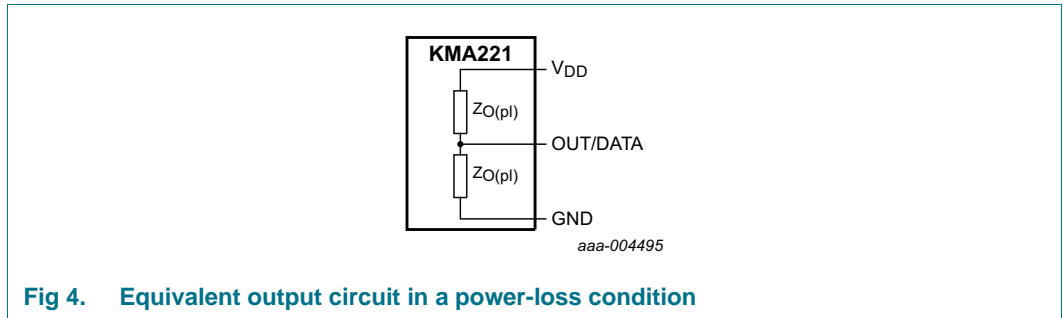 KMA221
VDD
ZO(pl)
OUT/DATA
ZO(pl)
GND
aaa-004495
Fig 4. Equivalent output circuit in a power-loss condition